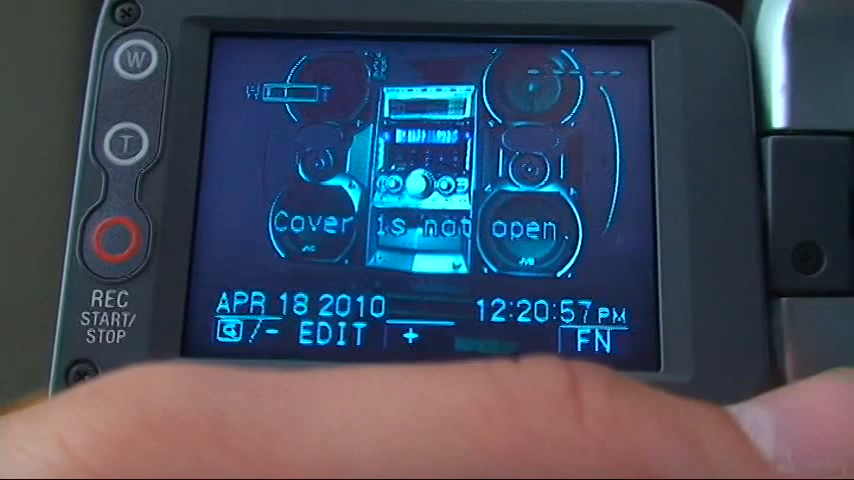 W
W T
T
Cover is not open.
REC
START/
STOP
APR 18 2010 12:20:57 PM
/- EDIT + FN